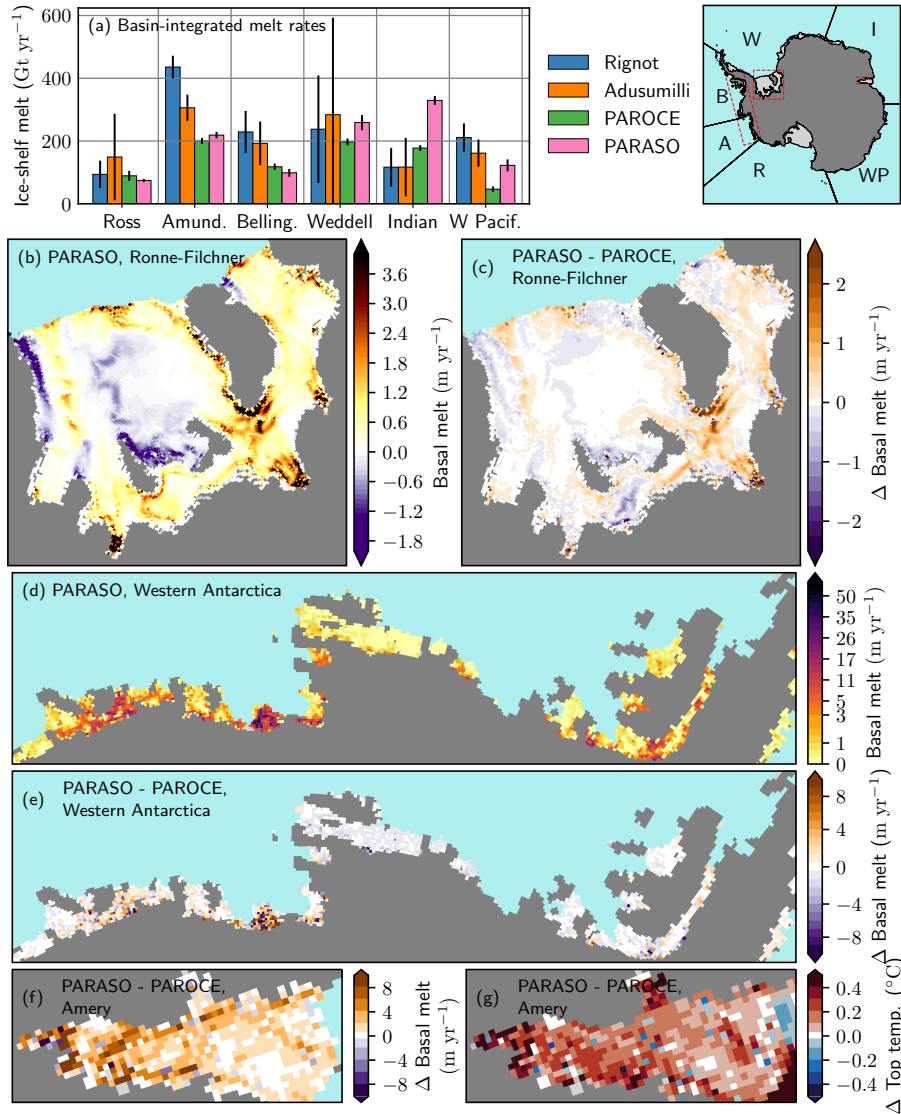 (a) Basin-integrated melt rates
Ice-shelf melt (Gt yr⁻¹)
600
400
200
0
Ross
Amund.
Belling.
Weddell
Indian
W Pacif.
Rignot
Adusumilli
PAROCE
PARASO
W
I
B
A
R
WP
(b) PARASO, Ronne-Filchner
3.6
3.0
2.4
1.8
1.2
0.6
0.0
−0.6
−1.2
−1.8
Basal melt (m yr⁻¹)
(c)
PARASO - PAROCE,
Ronne-Filchner
2
1
0
−1
−2
Δ Basal melt (m yr⁻¹)
(d) PARASO, Western Antarctica
50
35
26
17
11
5
3
1
0
Basal melt (m yr⁻¹)
(e)
PARASO - PAROCE,
Western Antarctica
8
4
0
−4
−8
Δ Basal melt (m yr⁻¹)
(f)
PARASO - PAROCE,
Amery
8
4
0
−4
−8
Δ Basal melt
(m yr⁻¹)
(g)
PARASO - PAROCE,
Amery
0.4
0.2
0.0
−0.2
−0.4
Δ Top temp. (°C)